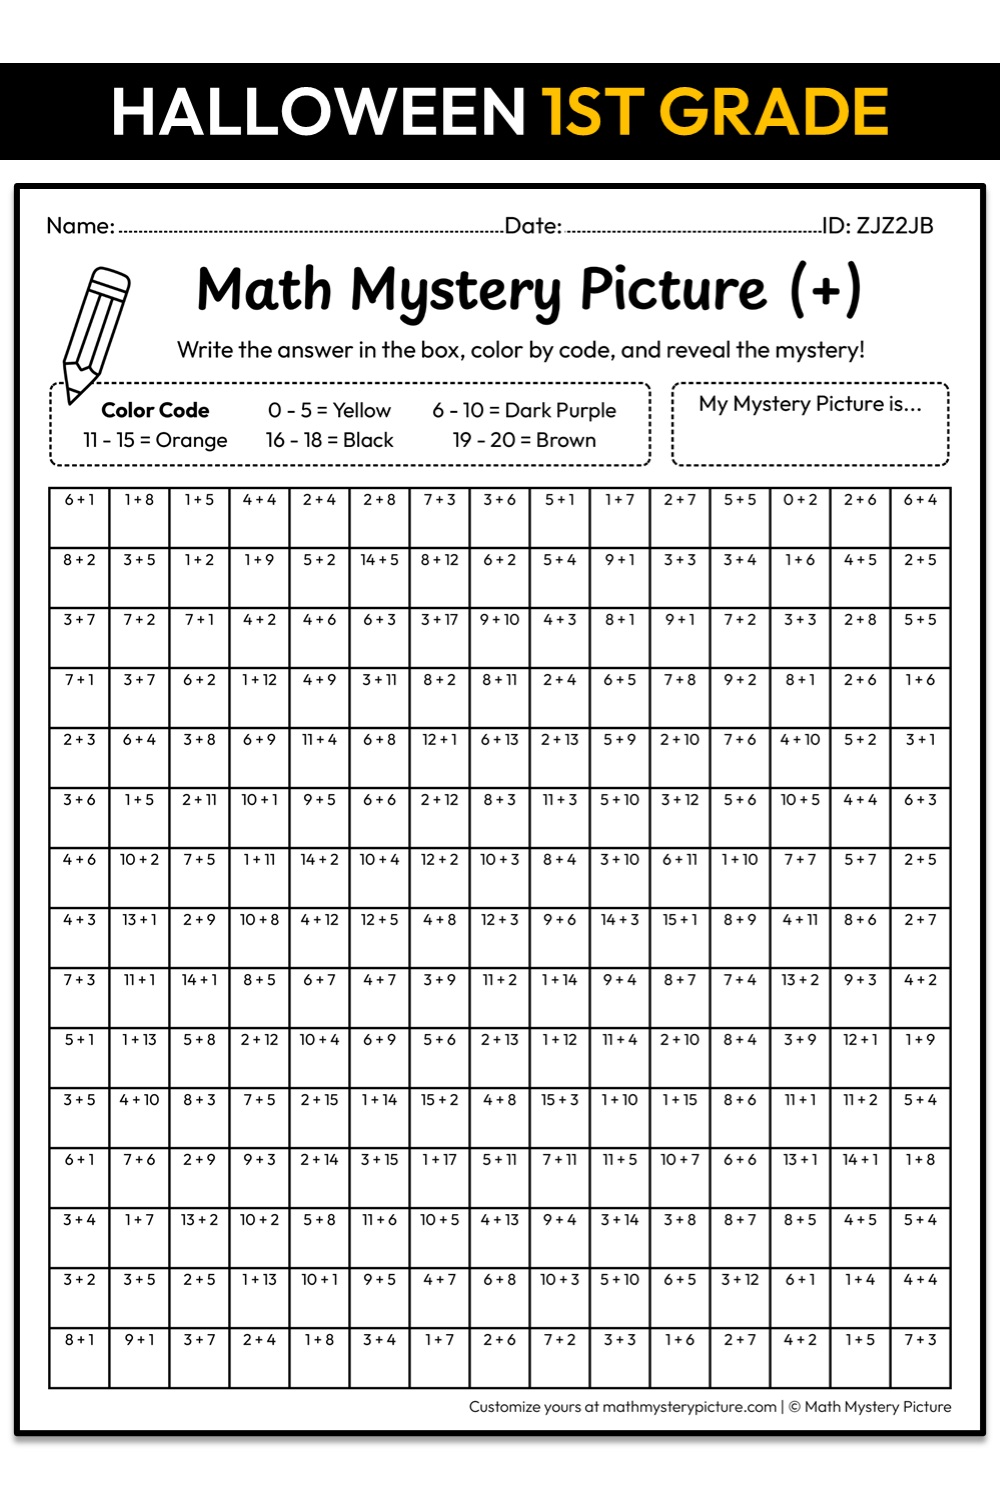 HALLOWEEN 1ST GRADE
Name: Date: ID: ZJZ2JB
Math Mystery Picture (+)
Write the answer in the box, color by code, and reveal the mystery!
Color Code 0 - 5 = Yellow 6 - 10 = Dark Purple
11 - 15 = Orange 16 - 18 = Black 19 - 20 = Brown
My Mystery Picture is...
6 + 1 1 + 8 1 + 5 4 + 4 2 + 4 2 + 8 7 + 3 3 + 6 5 + 1 1 + 7 2 + 7 5 + 5 0 + 2 2 + 6 6 + 4
8 + 2 3 + 5 1 + 2 1 + 9 5 + 2 14 + 5 8 + 12 6 + 2 5 + 4 9 + 1 3 + 3 3 + 4 1 + 6 4 + 5 2 + 5
3 + 7 7 + 2 7 + 1 4 + 2 4 + 6 6 + 3 3 + 17 9 + 10 4 + 3 8 + 1 9 + 1 7 + 2 3 + 3 2 + 8 5 + 5
7 + 1 3 + 7 6 + 2 1 + 12 4 + 9 3 + 11 8 + 2 8 + 11 2 + 4 6 + 5 7 + 8 9 + 2 8 + 1 2 + 6 1 + 6
2 + 3 6 + 4 3 + 8 6 + 9 11 + 4 6 + 8 12 + 1 6 + 13 2 + 13 5 + 9 2 + 10 7 + 6 4 + 10 5 + 2 3 + 1
3 + 6 1 + 5 2 + 11 10 + 1 9 + 5 6 + 6 2 + 12 8 + 3 11 + 3 5 + 10 3 + 12 5 + 6 10 + 5 4 + 4 6 + 3
4 + 6 10 + 2 7 + 5 1 + 11 14 + 2 10 + 4 12 + 2 10 + 3 8 + 4 3 + 10 6 + 11 1 + 10 7 + 7 5 + 7 2 + 5
4 + 3 13 + 1 2 + 9 10 + 8 4 + 12 12 + 5 4 + 8 12 + 3 9 + 6 14 + 3 15 + 1 8 + 9 4 + 11 8 + 6 2 + 7
7 + 3 11 + 1 14 + 1 8 + 5 6 + 7 4 + 7 3 + 9 11 + 2 1 + 14 9 + 4 8 + 7 7 + 4 13 + 2 9 + 3 4 + 2
5 + 1 1 + 13 5 + 8 2 + 12 10 + 4 6 + 9 5 + 6 2 + 13 1 + 12 11 + 4 2 + 10 8 + 4 3 + 9 12 + 1 1 + 9
3 + 5 4 + 10 8 + 3 7 + 5 2 + 15 1 + 14 15 + 2 4 + 8 15 + 3 1 + 10 1 + 15 8 + 6 11 + 1 11 + 2 5 + 4
6 + 1 7 + 6 2 + 9 9 + 3 2 + 14 3 + 15 1 + 17 5 + 11 7 + 11 11 + 5 10 + 7 6 + 6 13 + 1 14 + 1 1 + 8
3 + 4 1 + 7 13 + 2 10 + 2 5 + 8 11 + 6 10 + 5 4 + 13 9 + 4 3 + 14 3 + 8 8 + 7 8 + 5 4 + 5 5 + 4
3 + 2 3 + 5 2 + 5 1 + 13 10 + 1 9 + 5 4 + 7 6 + 8 10 + 3 5 + 10 6 + 5 3 + 12 6 + 1 1 + 4 4 + 4
8 + 1 9 + 1 3 + 7 2 + 4 1 + 8 3 + 4 1 + 7 2 + 6 7 + 2 3 + 3 1 + 6 2 + 7 4 + 2 1 + 5 7 + 3
Customize yours at mathmysterypicture.com | © Math Mystery Picture